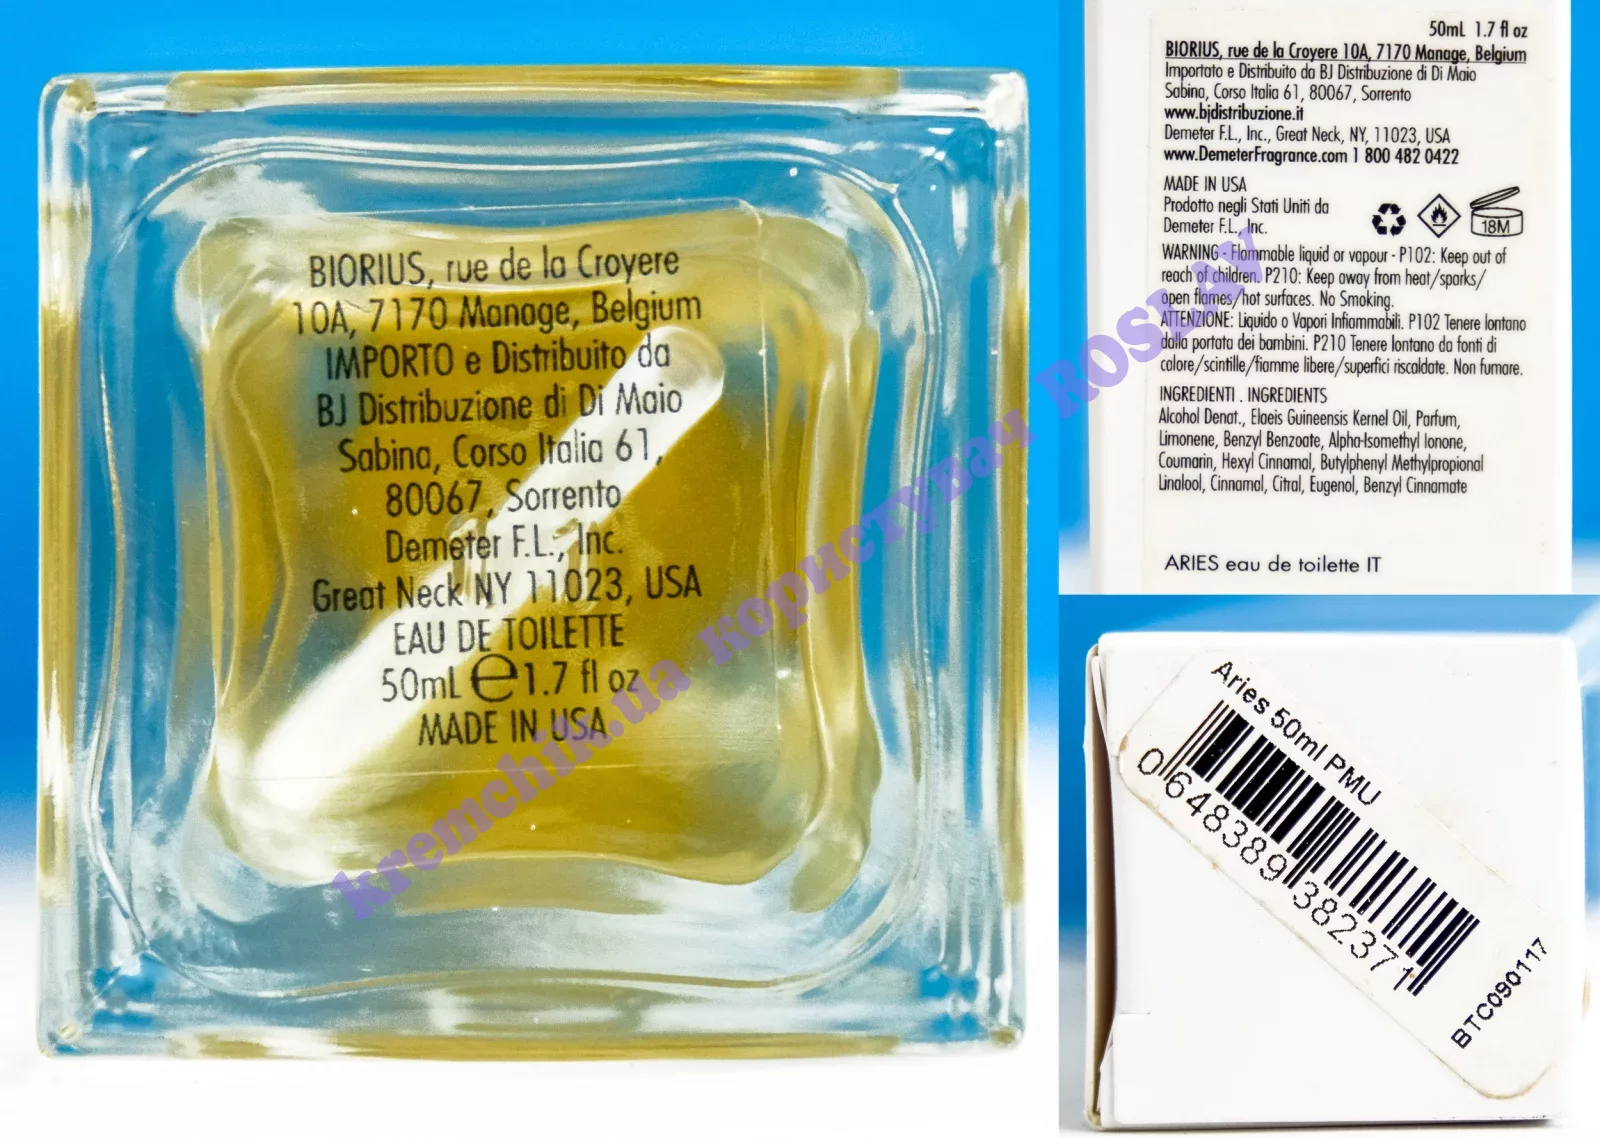 BIORIUS, rue de la Croyere
10A, 7170 Manage, Belgium
IMPORTO e Distribuito da
BJ Distribuzione di Di Maio
Sabina, Corso Italia 61,
80067, Sorrento
Demeter F.L., Inc.
Great Neck NY 11023, USA
EAU DE TOILETTE
50mL e 1.7 fl oz
MADE IN USA
50mL 1.7 fl oz
BIORIUS, rue de la Croyere 10A, 7170 Manage, Belgium
Importato e Distribuito da BJ Distribuzione di Di Maio
Sabina, Corso Italia 61, 80067, Sorrento
www.bjdistribuzione.it
Demeter F.L., Inc., Great Neck, NY, 11023, USA
www.DemeterFragrance.com 1 800 482 0422
MADE IN USA
Prodotto negli Stati Uniti da
Demeter F.L., Inc.
18M
WARNING - Flammable liquid or vapour - P102: Keep out of
reach of children. P210: Keep away from heat/sparks/
open flames/hot surfaces. No Smoking.
ATTENZIONE: Liquido o Vapori Infiammabili. P102 Tenere lontano
dalla portata dei bambini. P210 Tenere lontano da fonti di
calore/scintille/fiamme libere/superfici riscaldate. Non fumare.
INGREDIENTI . INGREDIENTS
Alcohol Denat., Elaeis Guineensis Kernel Oil, Parfum,
Limonene, Benzyl Benzoate, Alpha-Isomethyl Ionone,
Coumarin, Hexyl Cinnamal, Butylphenyl Methylpropional
Linalool, Cinnamal, Citral, Eugenol, Benzyl Cinnamate
ARIES eau de toilette IT
Aries 50ml PMU
0 64838938237 1
BTC090117
kremchik.ua користувач ROSLAV